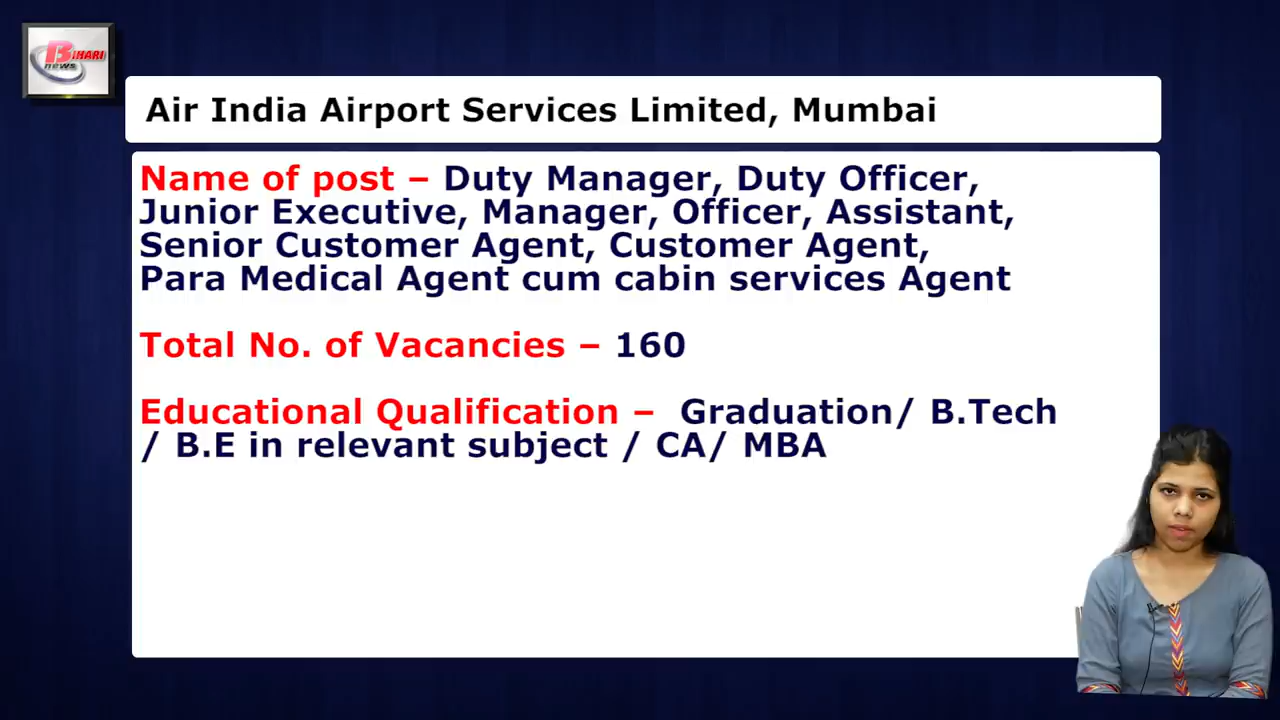 BIHARI
news
Air India Airport Services Limited, Mumbai
Name of post – Duty Manager, Duty Officer,
Junior Executive, Manager, Officer, Assistant,
Senior Customer Agent, Customer Agent,
Para Medical Agent cum cabin services Agent
Total No. of Vacancies – 160
Educational Qualification –  Graduation/ B.Tech
/ B.E in relevant subject / CA/ MBA